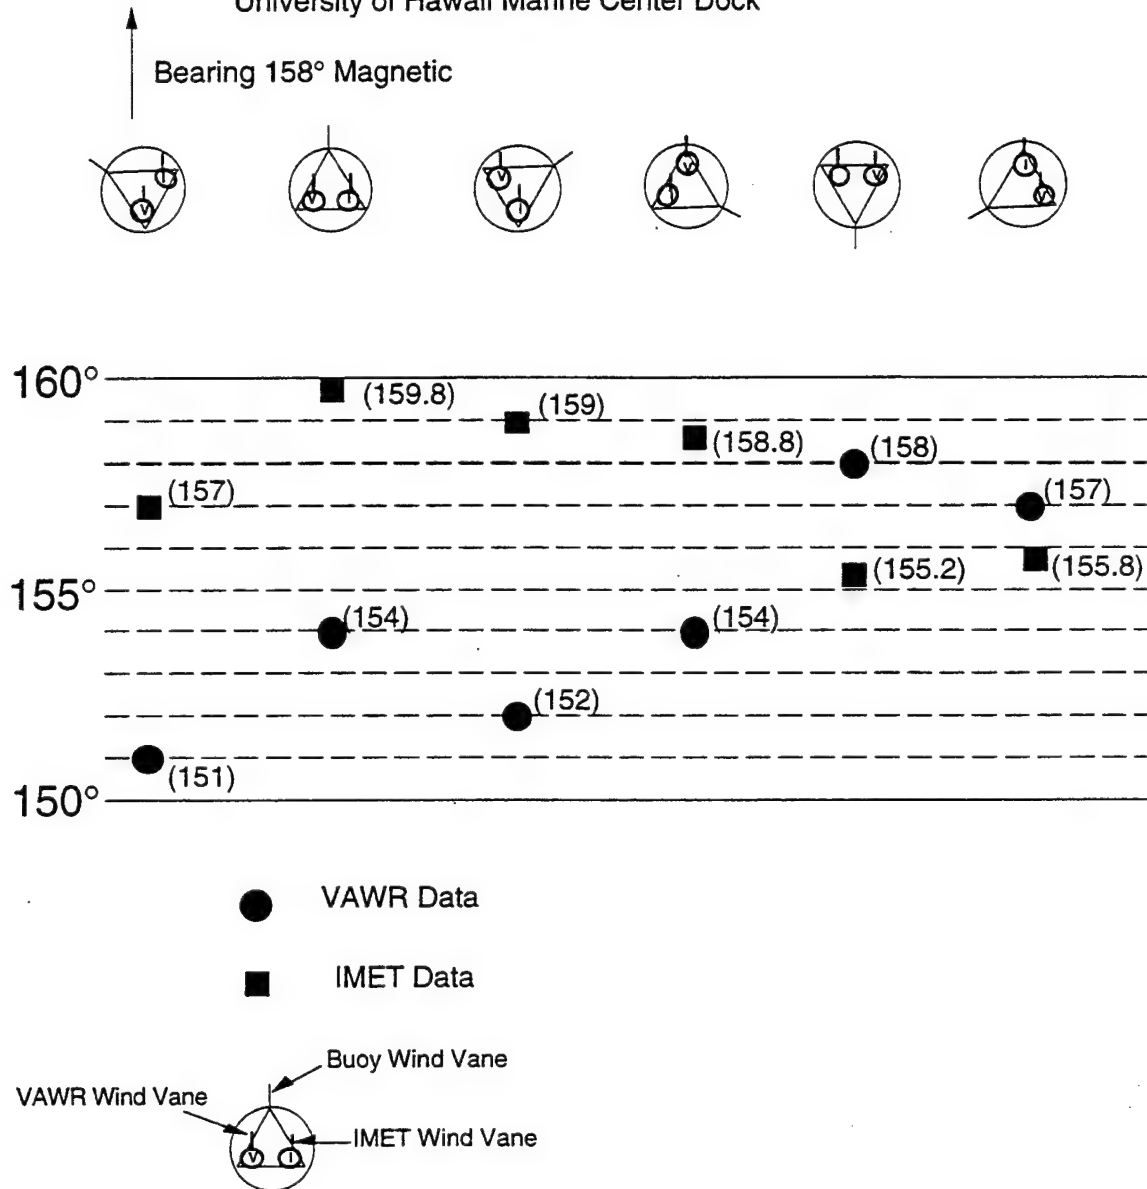 University of Hawaii Marine Center Dock
Bearing 158° Magnetic
I V
V I
V I
V I
V
I V
160°
(159.8)
(159)
(158.8)
(158)
(157)
(157)
(155.2)
(155.8)
155°
(154)
(154)
(152)
(151)
150°
VAWR Data
IMET Data
Buoy Wind Vane
VAWR Wind Vane
IMET Wind Vane
V I